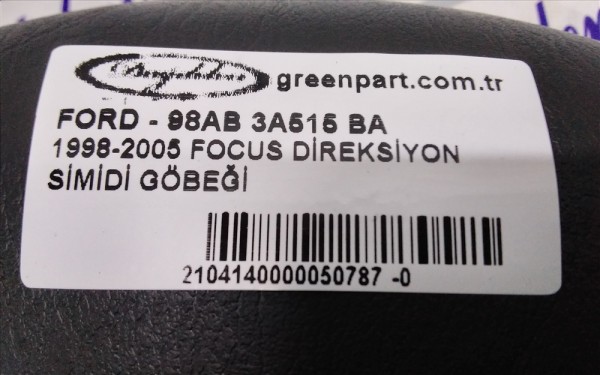 greenpart.com.tr
FORD - 98AB 3A515 BA
1998-2005 FOCUS DİREKSİYON
SİMİDİ GÖBEĞİ
2104140000050787 -0